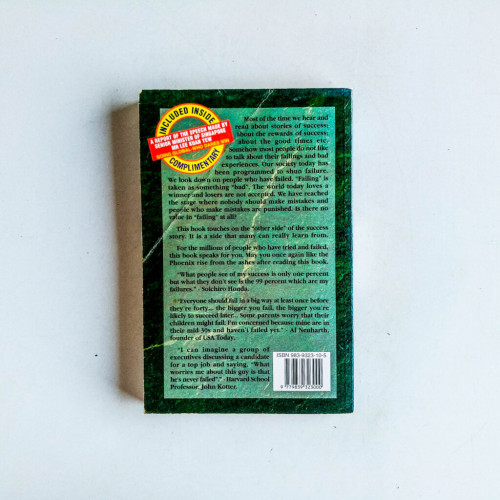 INCLUDED INSIDE
A REPORT OF THE SPEECH MADE BY
SENIOR MINISTER OF SINGAPORE
MR LEE KUAN YEW
"GOING GLOBAL: WHO DARES WIN"
COMPLIMENTARY
Most of the time we hear and
read about stories of success;
About the rewards of success;
about the good times etc.
Somehow most people do not like
to talk about their failings and bad
experiences. Our society today has
been programmed to shun failure.
We look down on people who have failed. "Failing" is
taken as something "bad". The world today loves a
winner and losers are not accepted. We have reached
the stage where nobody should make mistakes and
people who make mistakes are punished. Is there no
value in "failing" at all?
This book touches on the "other side" of the success
story. It is a side that many can really learn from.
For the millions of people who have tried and failed,
this book speaks for you. May you once again like the
Phoenix rise from the ashes after reading this book.
"What people see of my success is only one percent
but what they don't see is the 99 percent which are my
failures." - Soichiro Honda.
"Everyone should fail in a big way at least once before
they're forty... the bigger you fail, the bigger you're
likely to succeed later... Some parents worry that their
children might fail. I'm concerned because mine are in
their mid 30s and haven't failed yet." - Al Neuharth,
founder of USA Today.
"I can imagine a group of
executives discussing a candidate
for a top job and saying, "What
worries me about this guy is that
he's never failed"." - Harvard School
Professor, John Kotter.
ISBN 983-9323-10-5
9 779839 323000